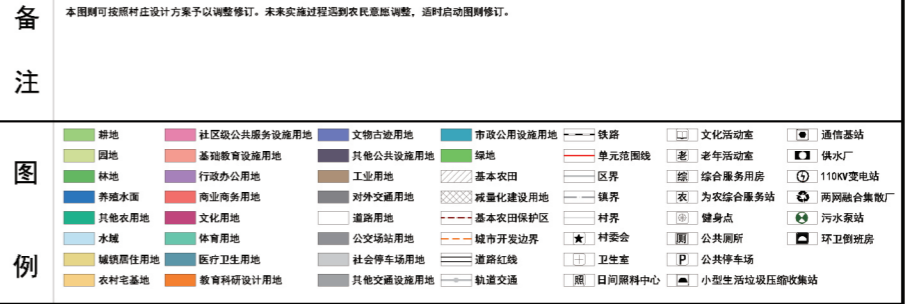 备注
本图则可按照村庄设计方案予以调整修订。未来实施过程遇到农民意愿调整，适时启动图则修订。
图例
耕地 社区级公共服务设施用地 文物古迹用地 市政公用设施用地 铁路 文化活动室 通信基站
园地 基础教育设施用地 其他公共设施用地 绿地 单元范围线 老 老年活动室 供水厂
林地 行政办公用地 工业用地 基本农田 区界 综 综合服务用房 110KV变电站
养殖水面 商业商务用地 对外交通用地 减量化建设用地 镇界 农 为农综合服务站 两网融合集散厂
其他农用地 文化用地 道路用地 基本农田保护区 村界 健身点 污水泵站
水域 体育用地 公交场站用地 城市开发边界 村委会 厕 公共厕所 环卫倒班房
城镇居住用地 医疗卫生用地 社会停车场用地 道路红线 卫生室 P 公共停车场
农村宅基地 教育科研设计用地 其他交通设施用地 轨道交通 照 日间照料中心 小型生活垃圾压缩收集站